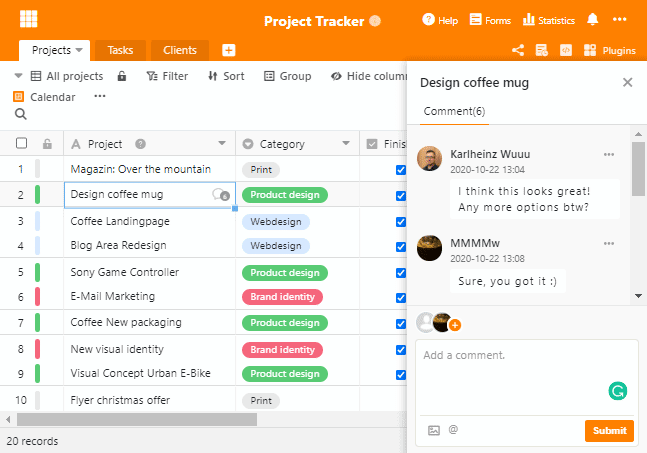 Project Tracker
Help
Forms
Statistics
Projects
Tasks
Clients
Plugins
All projects
Filter
Sort
Group
Hide colum
Calendar
Project
Category
Finis
1 Magazin: Over the mountain Print
2 Design coffee mug 6 Product design
3 Coffee Landingpage Webdesign
4 Blog Area Redesign Webdesign
5 Sony Game Controller Product design
6 E-Mail Marketing Brand identity
7 Coffee New packaging Product design
8 New visual identity Brand identity
9 Visual Concept Urban E-Bike Product design
10 Flyer christmas offer Print
20 records
Design coffee mug
Comment(6)
Karlheinz Wuuu
2020-10-22 13:04
I think this looks great!
Any more options btw?
MMMMw
2020-10-22 13:08
Sure, you got it :)
Add a comment.
@
Submit